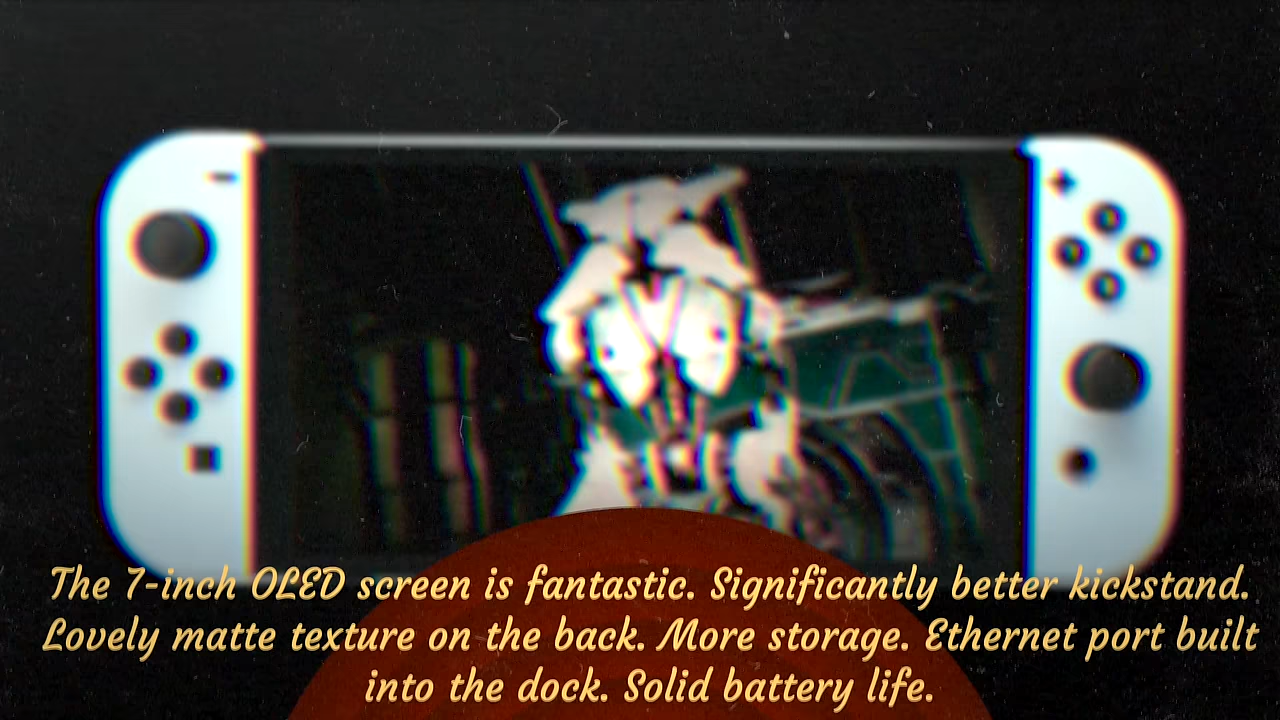 The 7-inch OLED screen is fantastic. Significantly better kickstand.
Lovely matte texture on the back. More storage. Ethernet port built
into the dock. Solid battery life.